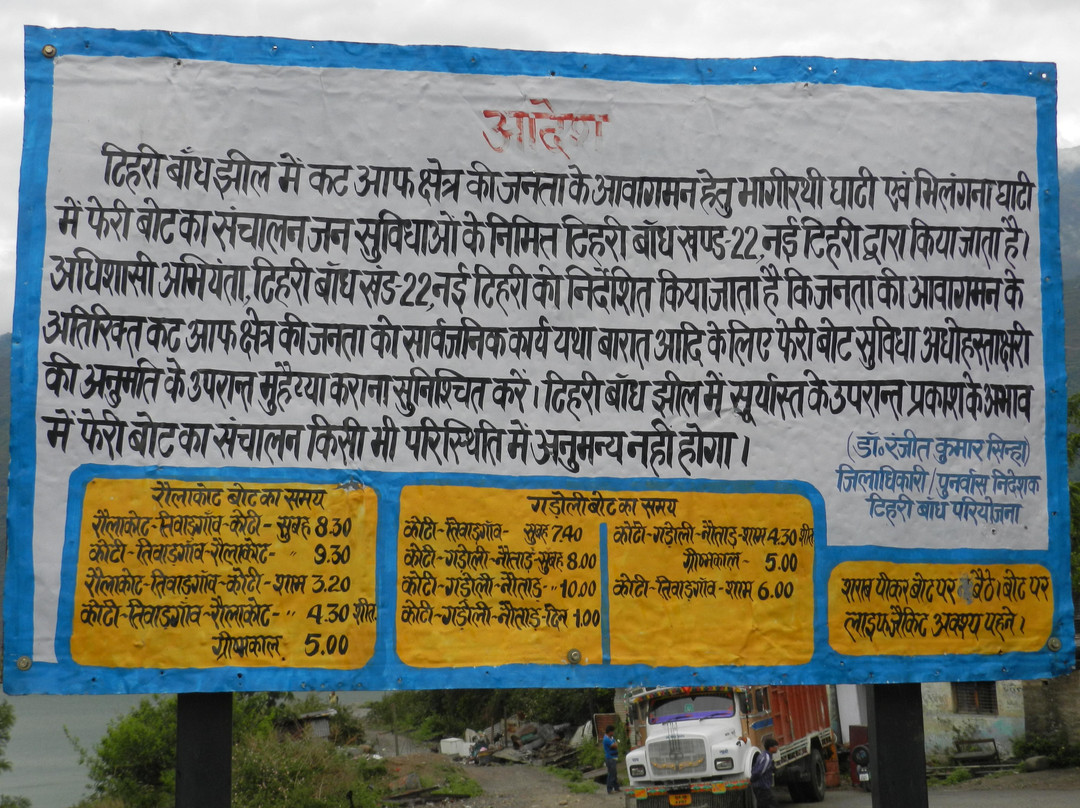 आदेश
टिहरी बाँध झील में कट आफ क्षेत्र की जनता के आवागमन हेतु भागीरथी घाटी एवं भिलंगना घाटी
में फेरी बोट का संचालन जन सुविधाओं के निमित टिहरी बाँध खण्ड-22, नई टिहरी द्वारा किया जाता है।
अधिशासी अभियंता, टिहरी बाँध खंड-22, नई टिहरी को निर्देशित किया जाता है कि जनता की आवागमन के
अतिरिक्त कट आफ क्षेत्र की जनता को सार्वजनिक कार्य यथा बारात आदि के लिए फेरी बोट सुविधा अधोहस्ताक्षरी
की अनुमति के उपरान्त मुहैय्या कराना सुनिश्चित करें। टिहरी बाँध झील में सूर्यास्त के उपरान्त प्रकाश के अभाव
में फेरी बोट का संचालन किसी भी परिस्थिति में अनुमन्य नहीं होगा।
(डॉ॰ रंजीत कुमार सिन्हा)
जिलाधिकारी/पुनर्वास निदेशक
टिहरी बाँध परियोजना
रौलाकोट बोट का समय
रौलाकोट-तिवाड़गाँव-कोटी- सुबह 8.30
कोटी-तिवाड़गाँव-रौलाकोट- " 9.30
रौलाकोट-तिवाड़गाँव-कोटी- शाम 3.20
कोटी-तिवाड़गाँव-रौलाकोट- " 4.30 शीत
ग्रीष्मकाल 5.00
गडोली बोट का समय
कोटी-तिवाड़गाँव- सुबह 7.40
कोटी-गडोली-नौताड़-सुबह 8.00
कोटी-गडोली-नौताड़- " 10.00
कोटी-गडोली-नौताड़-दिन 1.00
कोटी-गडोली-नौताड़-शाम 4.30 शीत
ग्रीष्मकाल - 5.00
कोटी-तिवाड़गाँव-शाम 6.00
शराब पीकर बोट पर बैठे। बोट पर
लाइफ जैकिट अवश्य पहने।